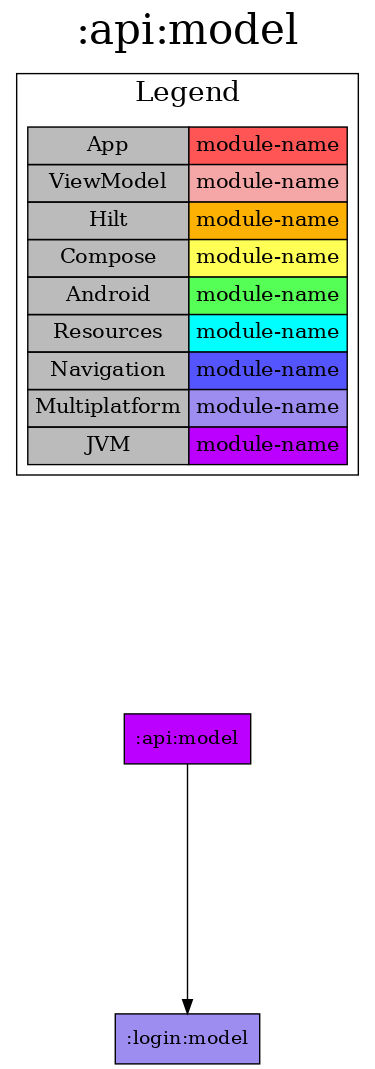 :api:model
Legend
App module-name
ViewModel module-name
Hilt module-name
Compose module-name
Android module-name
Resources module-name
Navigation module-name
Multiplatform module-name
JVM module-name
:api:model
:login:model